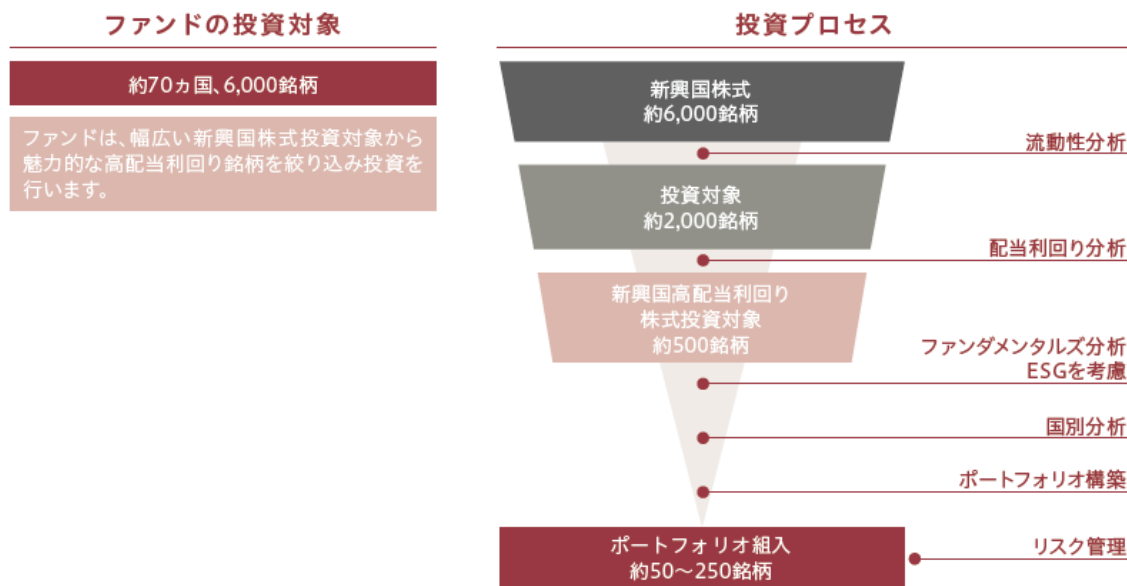 ファンドの投資対象
約70ヵ国、6,000銘柄
ファンドは、幅広い新興国株式投資対象から
魅力的な高配当利回り銘柄を絞り込み投資を
行います。
投資プロセス
新興国株式
約6,000銘柄
流動性分析
投資対象
約2,000銘柄
配当利回り分析
新興国高配当利回り
株式投資対象
約500銘柄
ファンダメンタルズ分析
ESGを考慮
国別分析
ポートフォリオ構築
ポートフォリオ組入
約50～250銘柄
リスク管理